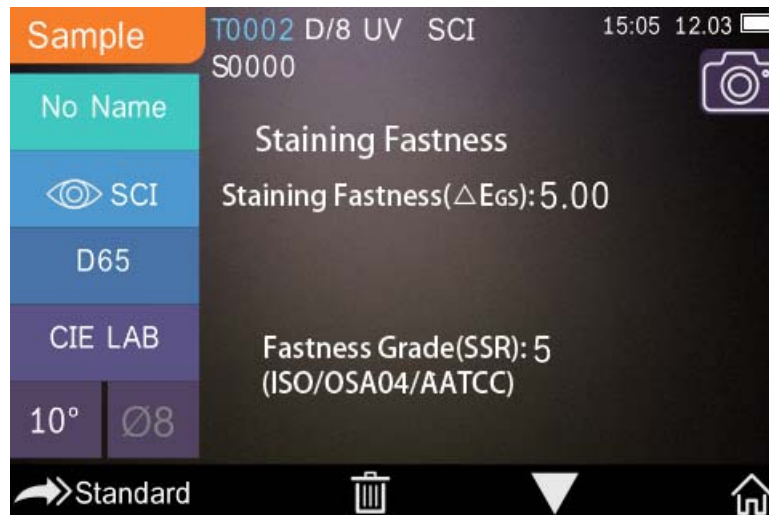 Sample
T0002 D/8 UV SCI
15:05 12.03
S0000
No Name
SCI
D65
CIE LAB
10°
Ø8
Staining Fastness
Staining Fastness(△EGS):5.00
Fastness Grade(SSR): 5
(ISO/OSA04/AATCC)
Standard